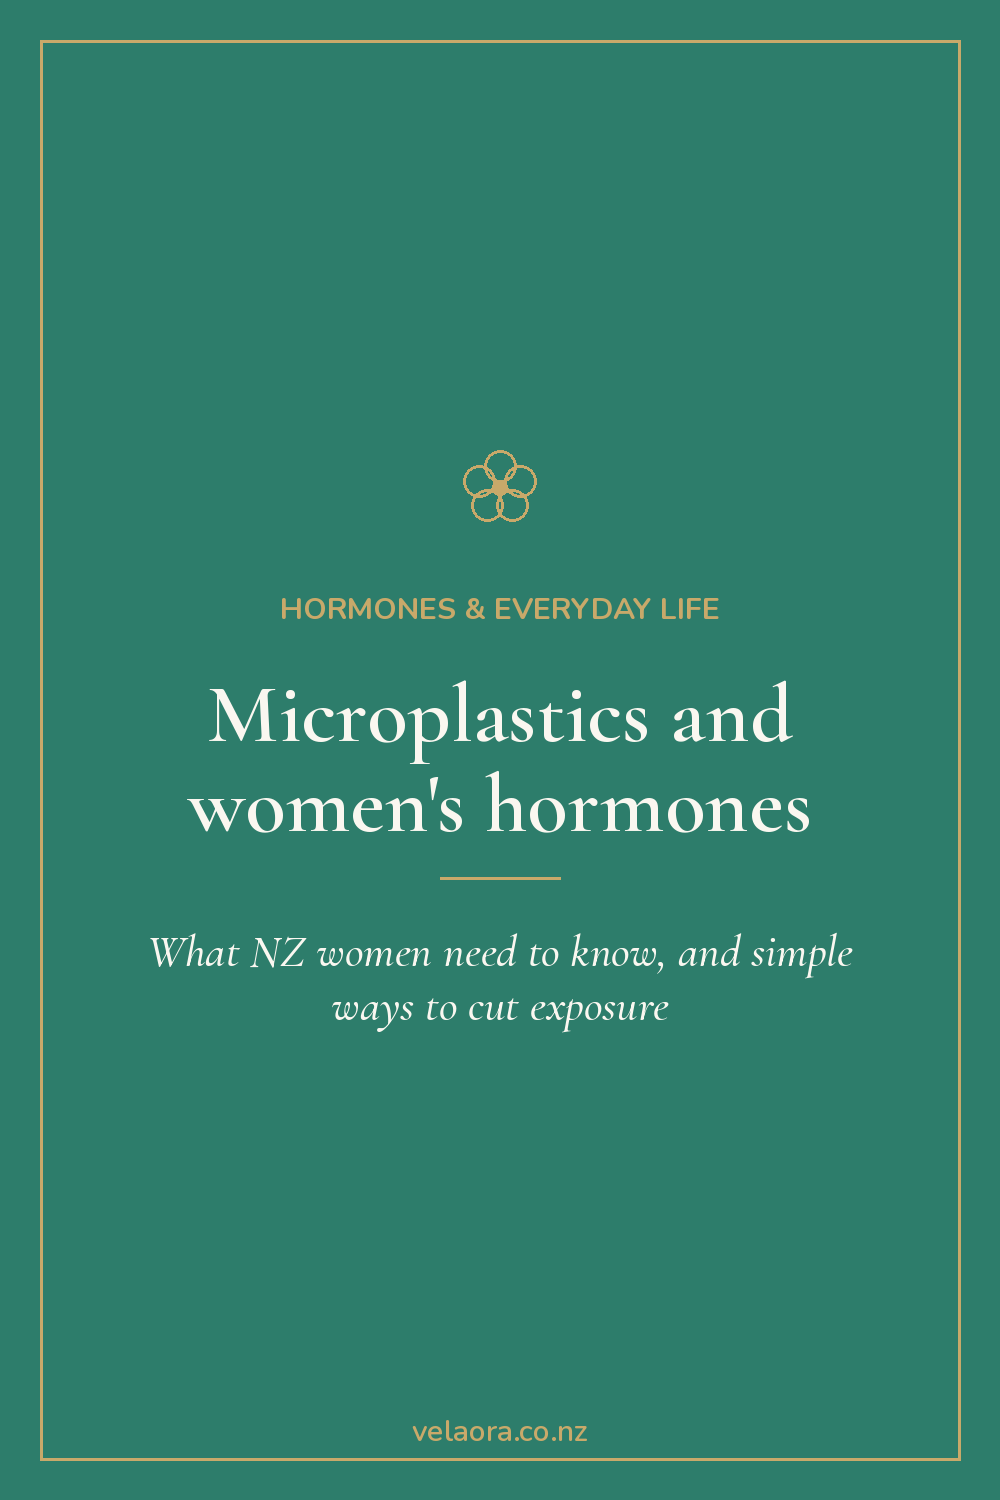 HORMONES & EVERYDAY LIFE
Microplastics and
women's hormones
What NZ women need to know, and simple
ways to cut exposure
velaora.co.nz